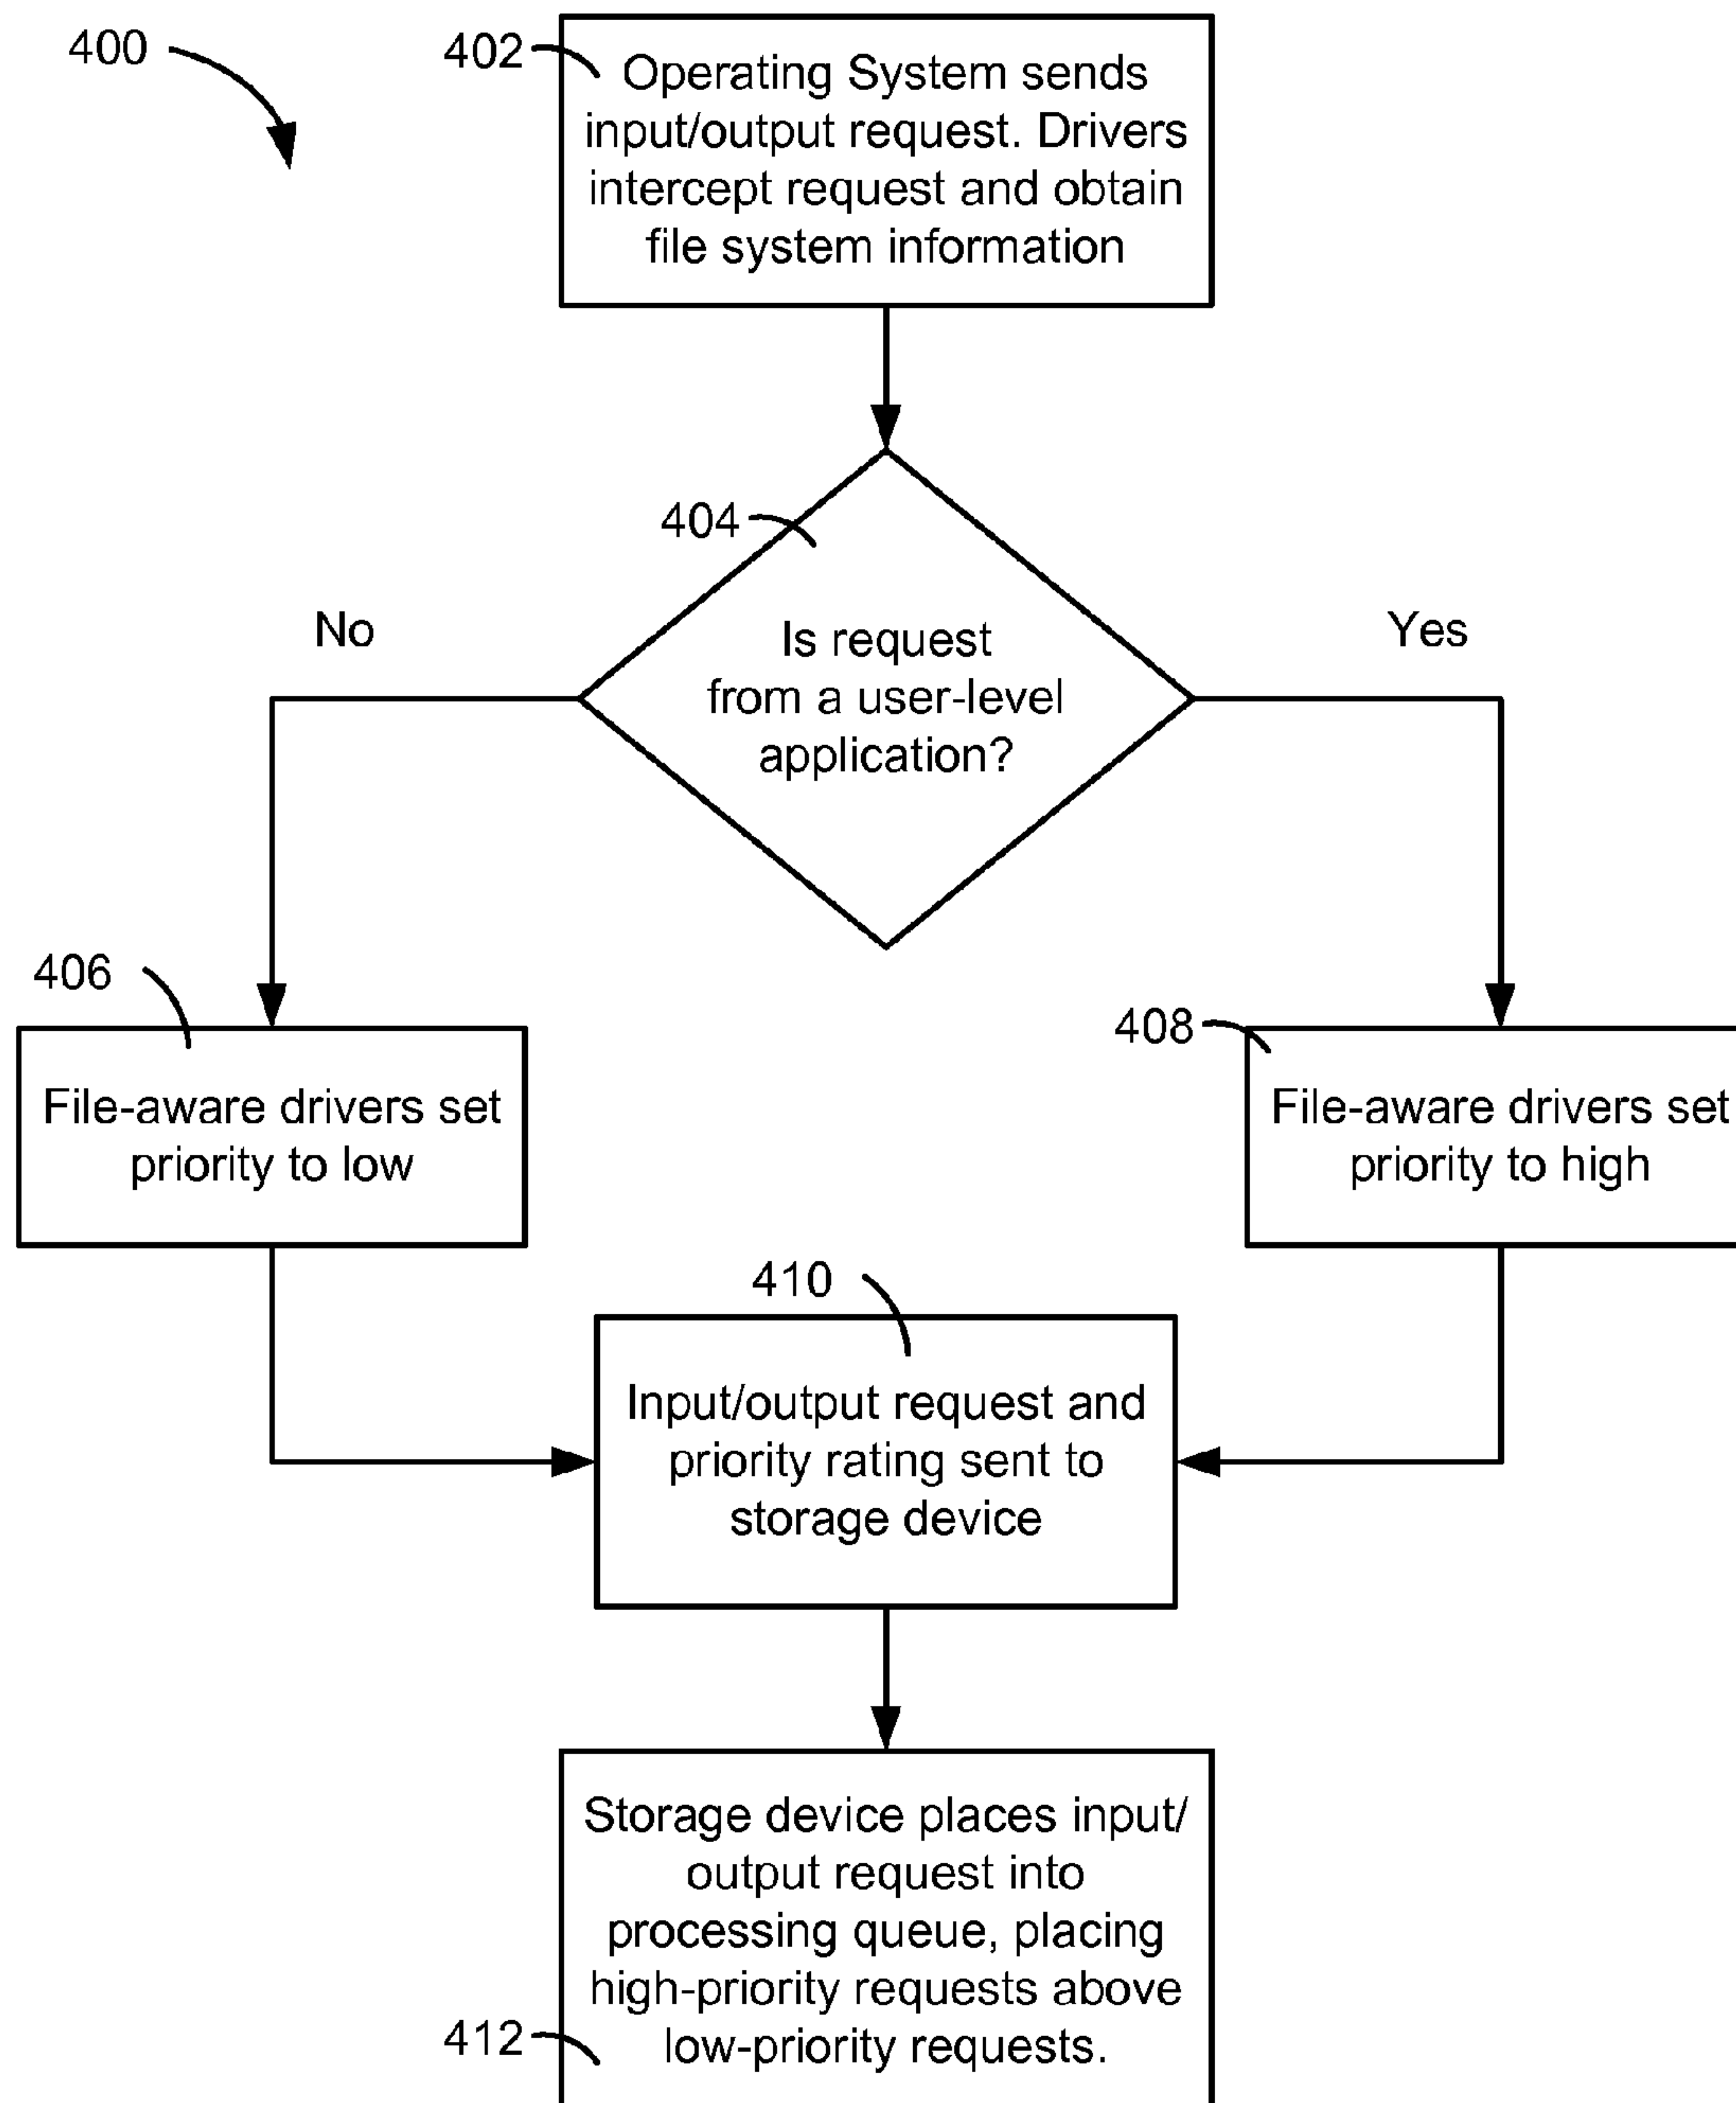 400
402
Operating System sends
input/output request. Drivers
intercept request and obtain
file system information
404
Is request
from a user-level
application?
No
Yes
406
File-aware drivers set
priority to low
408
File-aware drivers set
priority to high
410
Input/output request and
priority rating sent to
storage device
Storage device places input/
output request into
processing queue, placing
high-priority requests above
low-priority requests.
412